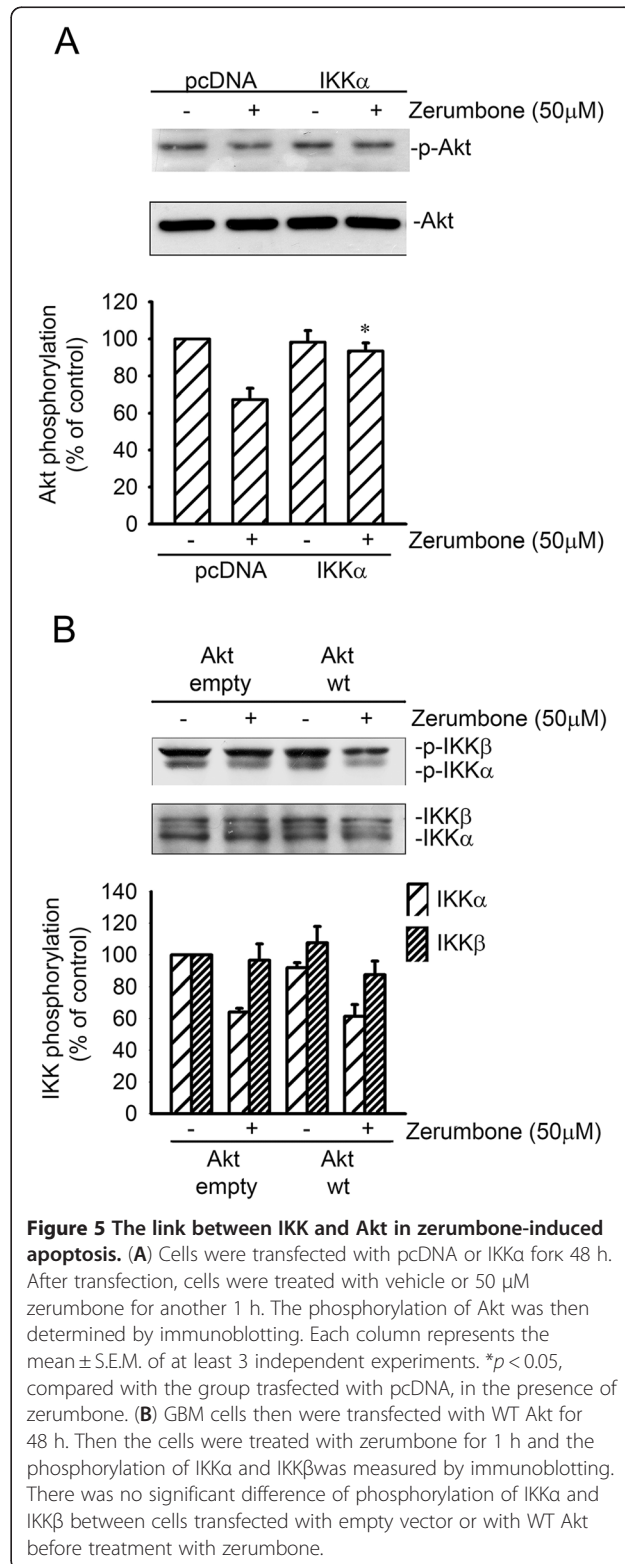 A
pcDNA IKKα
- + - + Zerumbone (50μM)
-p-Akt
-Akt
Akt phosphorylation
(% of control)
120
100
80
60
40
20
0
*
- + - + Zerumbone (50μM)
pcDNA IKKα
B
Akt Akt
empty wt
- + - + Zerumbone (50μM)
-p-IKKβ
-p-IKKα
-IKKβ
-IKKα
IKK phosphorylation
(% of control)
140
120
100
80
60
40
20
0
IKKα
IKKβ
- + - + Zerumbone (50μM)
Akt Akt
empty wt
Figure 5 The link between IKK and Akt in zerumbone-induced
apoptosis. (A) Cells were transfected with pcDNA or IKKα forκ 48 h.
After transfection, cells were treated with vehicle or 50 μM
zerumbone for another 1 h. The phosphorylation of Akt was then
determined by immunoblotting. Each column represents the
mean ± S.E.M. of at least 3 independent experiments. *p < 0.05,
compared with the group trasfected with pcDNA, in the presence of
zerumbone. (B) GBM cells then were transfected with WT Akt for
48 h. Then the cells were treated with zerumbone for 1 h and the
phosphorylation of IKKα and IKKβwas measured by immunoblotting.
There was no significant difference of phosphorylation of IKKα and
IKKβ between cells transfected with empty vector or with WT Akt
before treatment with zerumbone.